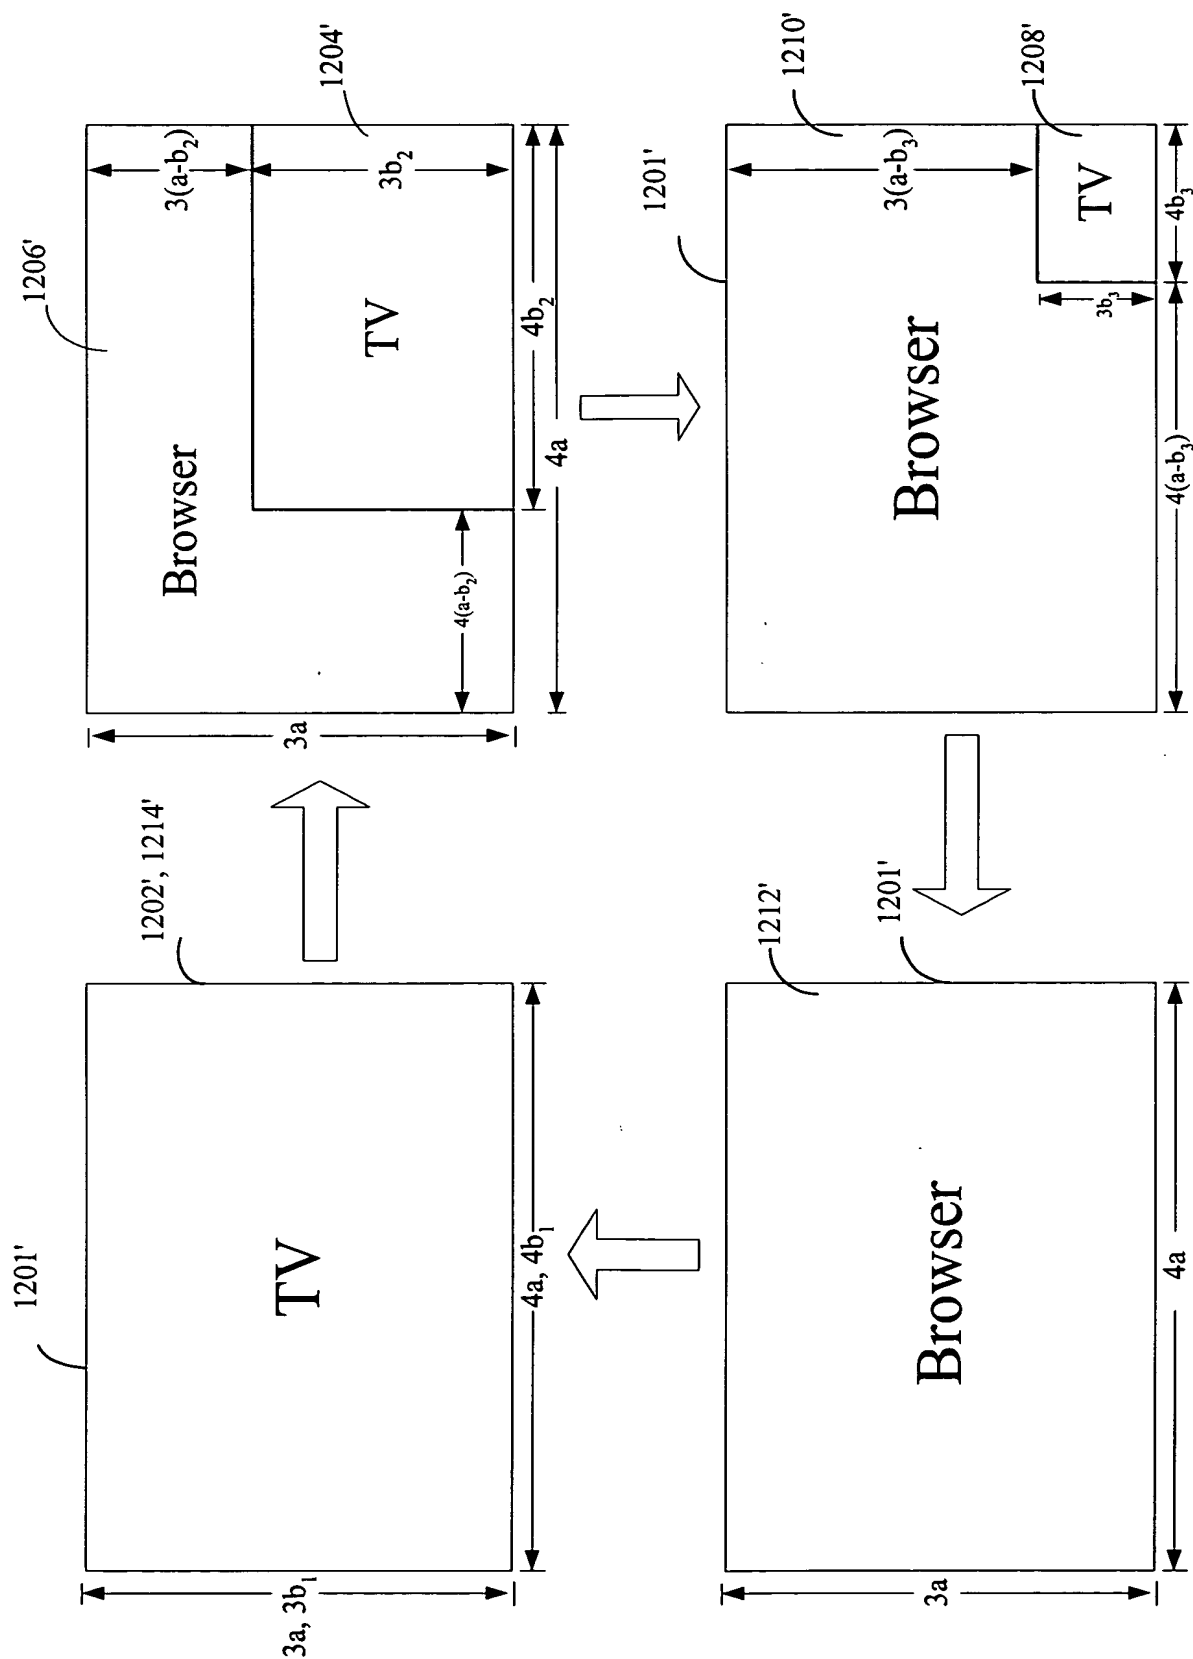 1201'
TV
1202', 1214'
3a, 3b₁
4a, 4b₁
1206'
Browser
3(a-b₂)
1204'
3b₂
TV
4(a-b₂)
4b₂
4a
3a
1201'
1210'
Browser
3(a-b₃)
1208'
TV
3b₃
4(a-b₃)
4b₃
1212'
1201'
Browser
3a
4a